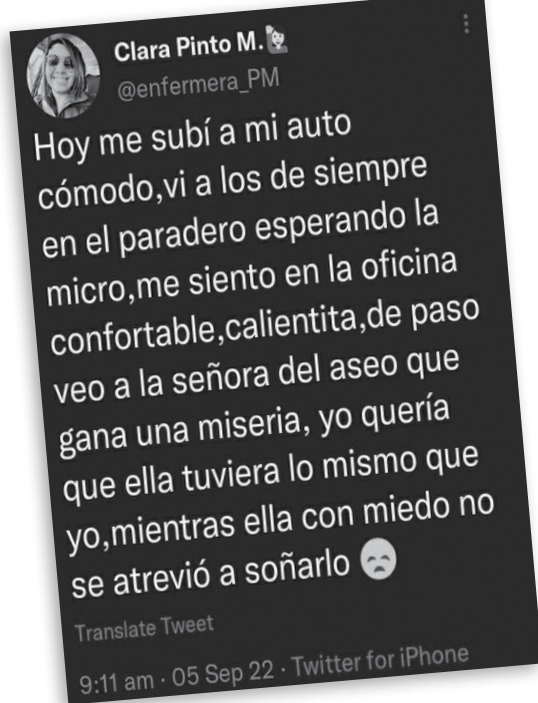 Clara Pinto M.🙋🏻‍♀️
@enfermera_PM
Hoy me subí a mi auto
cómodo,vi a los de siempre
en el paradero esperando la
micro,me siento en la oficina
confortable,calientita,de paso
veo a la señora del aseo que
gana una miseria, yo quería
que ella tuviera lo mismo que
yo,mientras ella con miedo no
se atrevió a soñarlo 😞
Translate Tweet
9:11 am · 05 Sep 22 · Twitter for iPhone